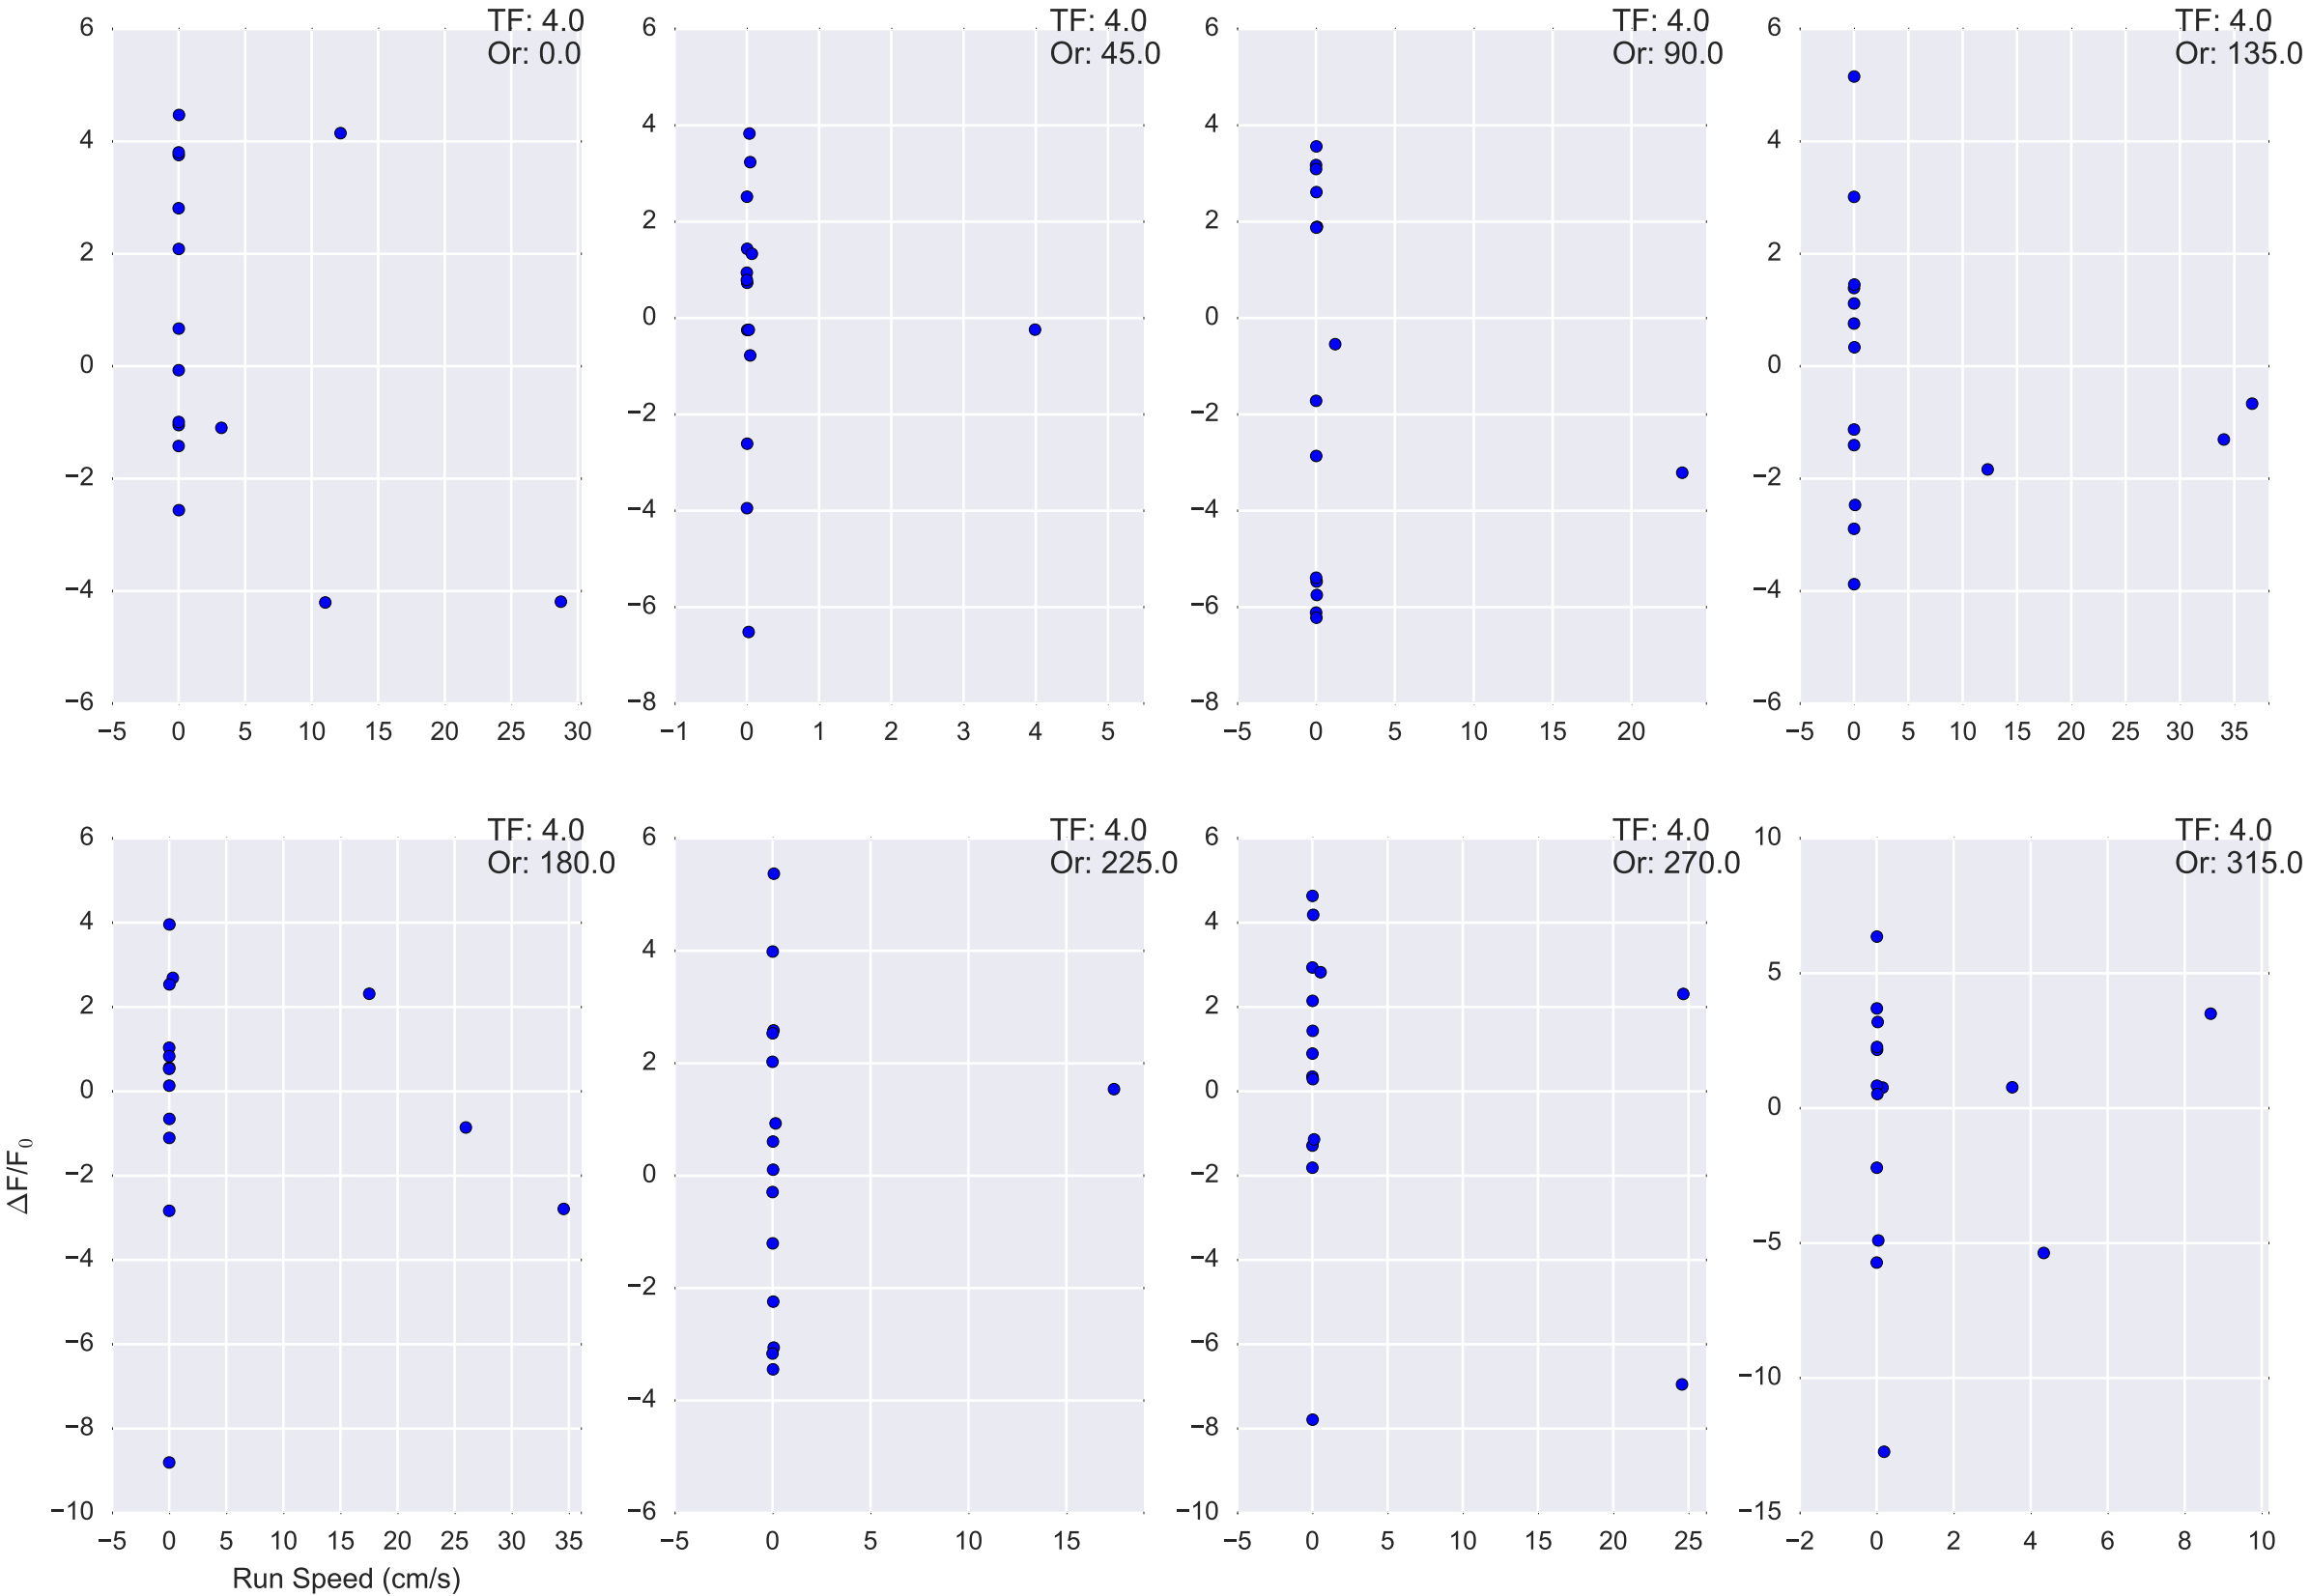 TF: 4.0
Or: 0.0
6
4
2
0
−2
−4
−6
−5 0 5 10 15 20 25 30
TF: 4.0
Or: 45.0
6
4
2
0
−2
−4
−6
−8
−1 0 1 2 3 4 5
TF: 4.0
Or: 90.0
6
4
2
0
−2
−4
−6
−8
−5 0 5 10 15 20
TF: 4.0
Or: 135.0
6
4
2
0
−2
−4
−6
−5 0 5 10 15 20 25 30 35
TF: 4.0
Or: 180.0
6
4
2
0
−2
−4
−6
−8
−10
−5 0 5 10 15 20 25 30 35
Run Speed (cm/s)
ΔF/F₀
TF: 4.0
Or: 225.0
6
4
2
0
−2
−4
−6
−5 0 5 10 15
TF: 4.0
Or: 270.0
6
4
2
0
−2
−4
−6
−8
−10
−5 0 5 10 15 20 25
TF: 4.0
Or: 315.0
10
5
0
−5
−10
−15
−2 0 2 4 6 8 10